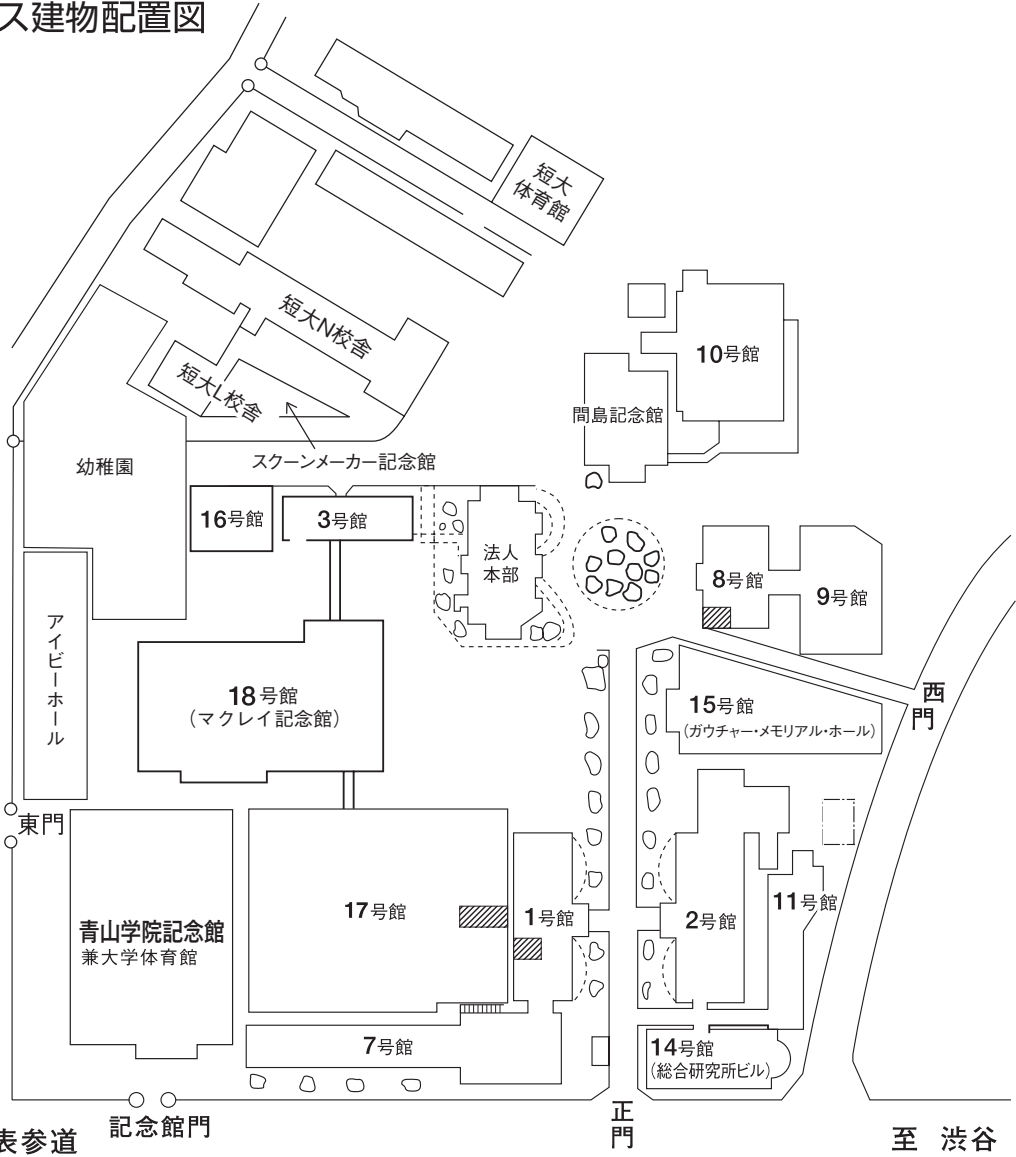 ス建物配置図
短大
体育館
短大N校舎
短大L校舎
スクーンメーカー記念館
10号館
間島記念館
幼稚園
16号館
3号館
法人
本部
8号館
9号館
アイビーホール
18号館
(マクレイ記念館)
15号館
(ガウチャー・メモリアル・ホール)
西門
東門
17号館
1号館
2号館
11号館
青山学院記念館
兼大学体育館
7号館
14号館
(総合研究所ビル)
記念館門
正門
表参道
至 渋谷